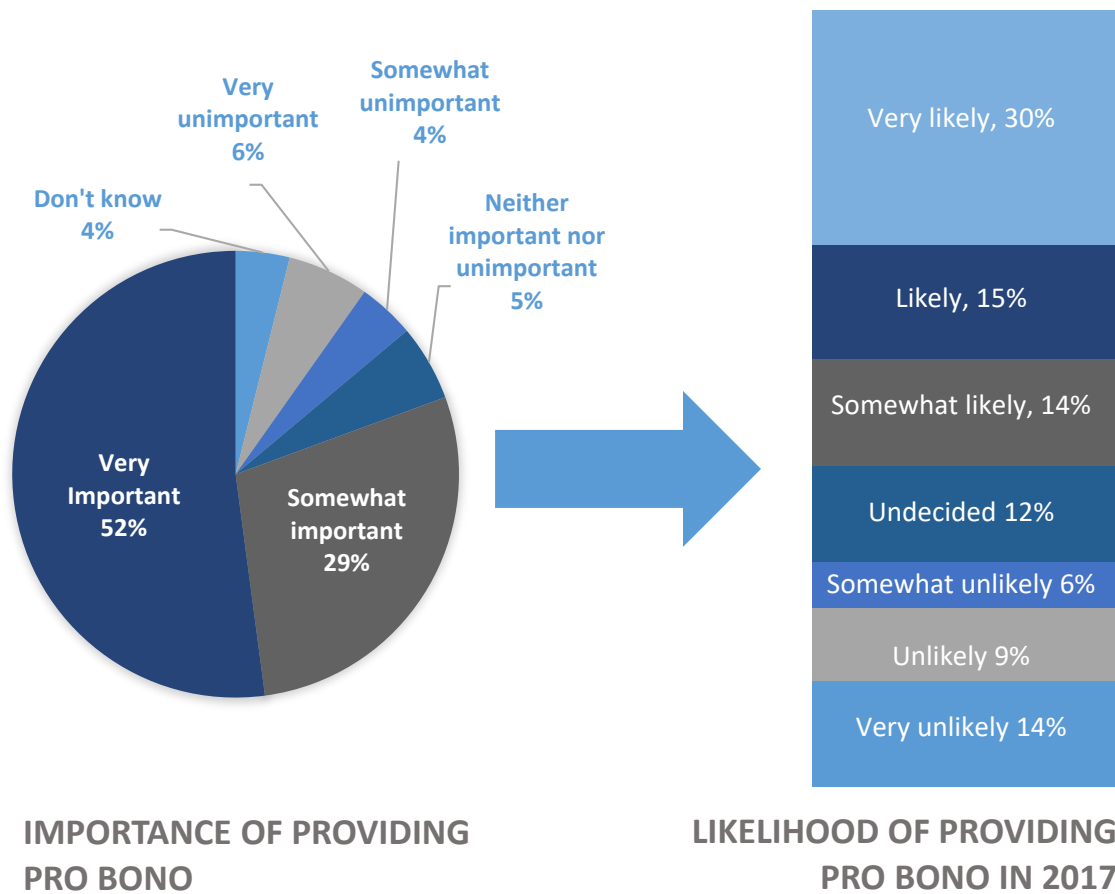 Somewhat
unimportant
4%
Very
unimportant
6%
Don't know
4%
Neither
important nor
unimportant
5%
Very
Important
52%
Somewhat
important
29%
IMPORTANCE OF PROVIDING
PRO BONO
Very likely, 30%
Likely, 15%
Somewhat likely, 14%
Undecided 12%
Somewhat unlikely 6%
Unlikely 9%
Very unlikely 14%
LIKELIHOOD OF PROVIDING
PRO BONO IN 2017